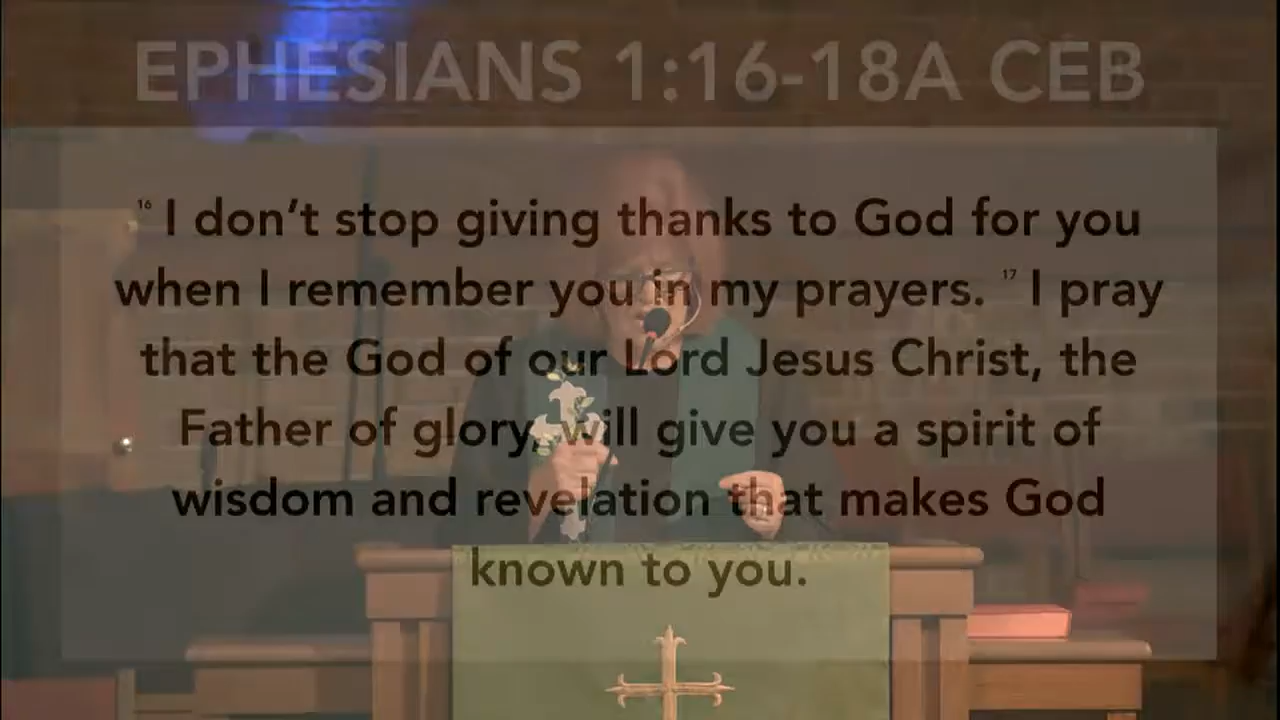 EPHESIANS 1:16-18A CEB
16 I don’t stop giving thanks to God for you
when I remember you in my prayers. 17 I pray
that the God of our Lord Jesus Christ, the
Father of glory, will give you a spirit of
wisdom and revelation that makes God
known to you.